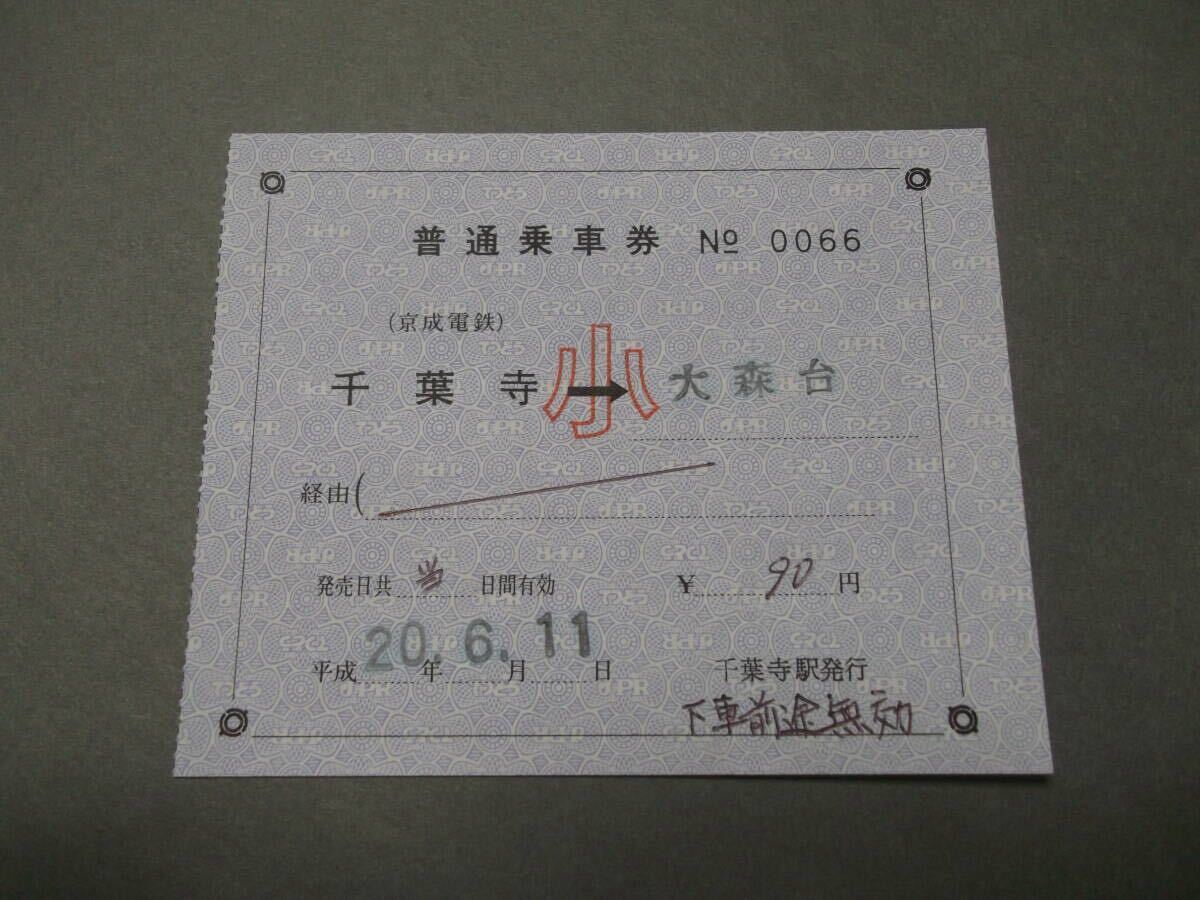 普通乗車券 № 0066
(京成電鉄)
千葉寺 → 大森台
小
経由(
発売日共 当 日間有効 ¥ 90 円
平成 20. 年 6. 月 11 日 千葉寺駅発行
下車前途無効